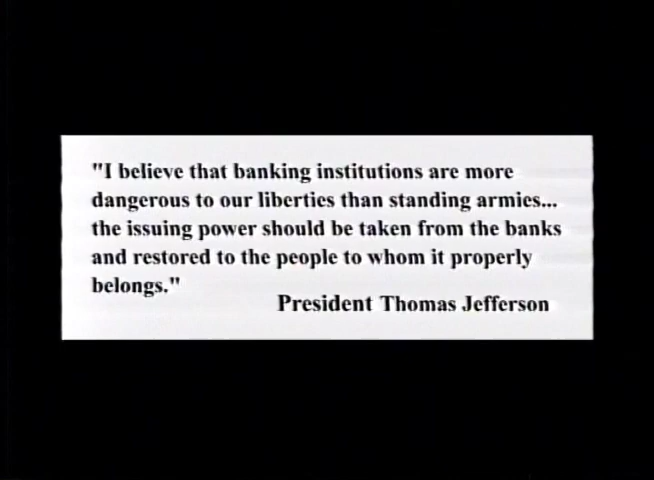 "I believe that banking institutions are more
dangerous to our liberties than standing armies...
the issuing power should be taken from the banks
and restored to the people to whom it properly
belongs."
President Thomas Jefferson